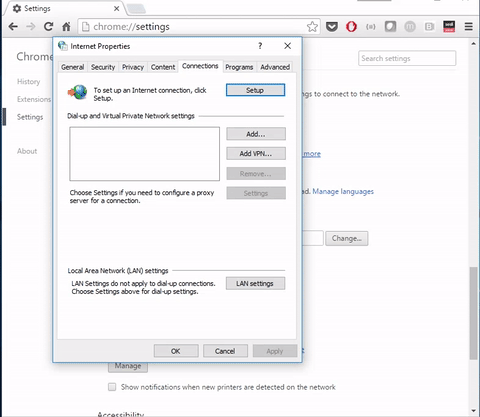 Settings
chrome://settings
Chrome
Search settings
History
Extensions
Settings
About
Internet Properties
General
Security
Privacy
Content
Connections
Programs
Advanced
To set up an Internet connection, click
Setup.
Setup
Dial-up and Virtual Private Network settings
Add...
Add VPN...
Remove...
Choose Settings if you need to configure a proxy
server for a connection.
Settings
Local Area Network (LAN) settings
LAN Settings do not apply to dial-up connections.
Choose Settings above for dial-up settings.
LAN settings
OK
Cancel
Apply
to connect to the network.
more
Manage languages
Change...
Manage
Show notifications when new printers are detected on the network
Accessibility